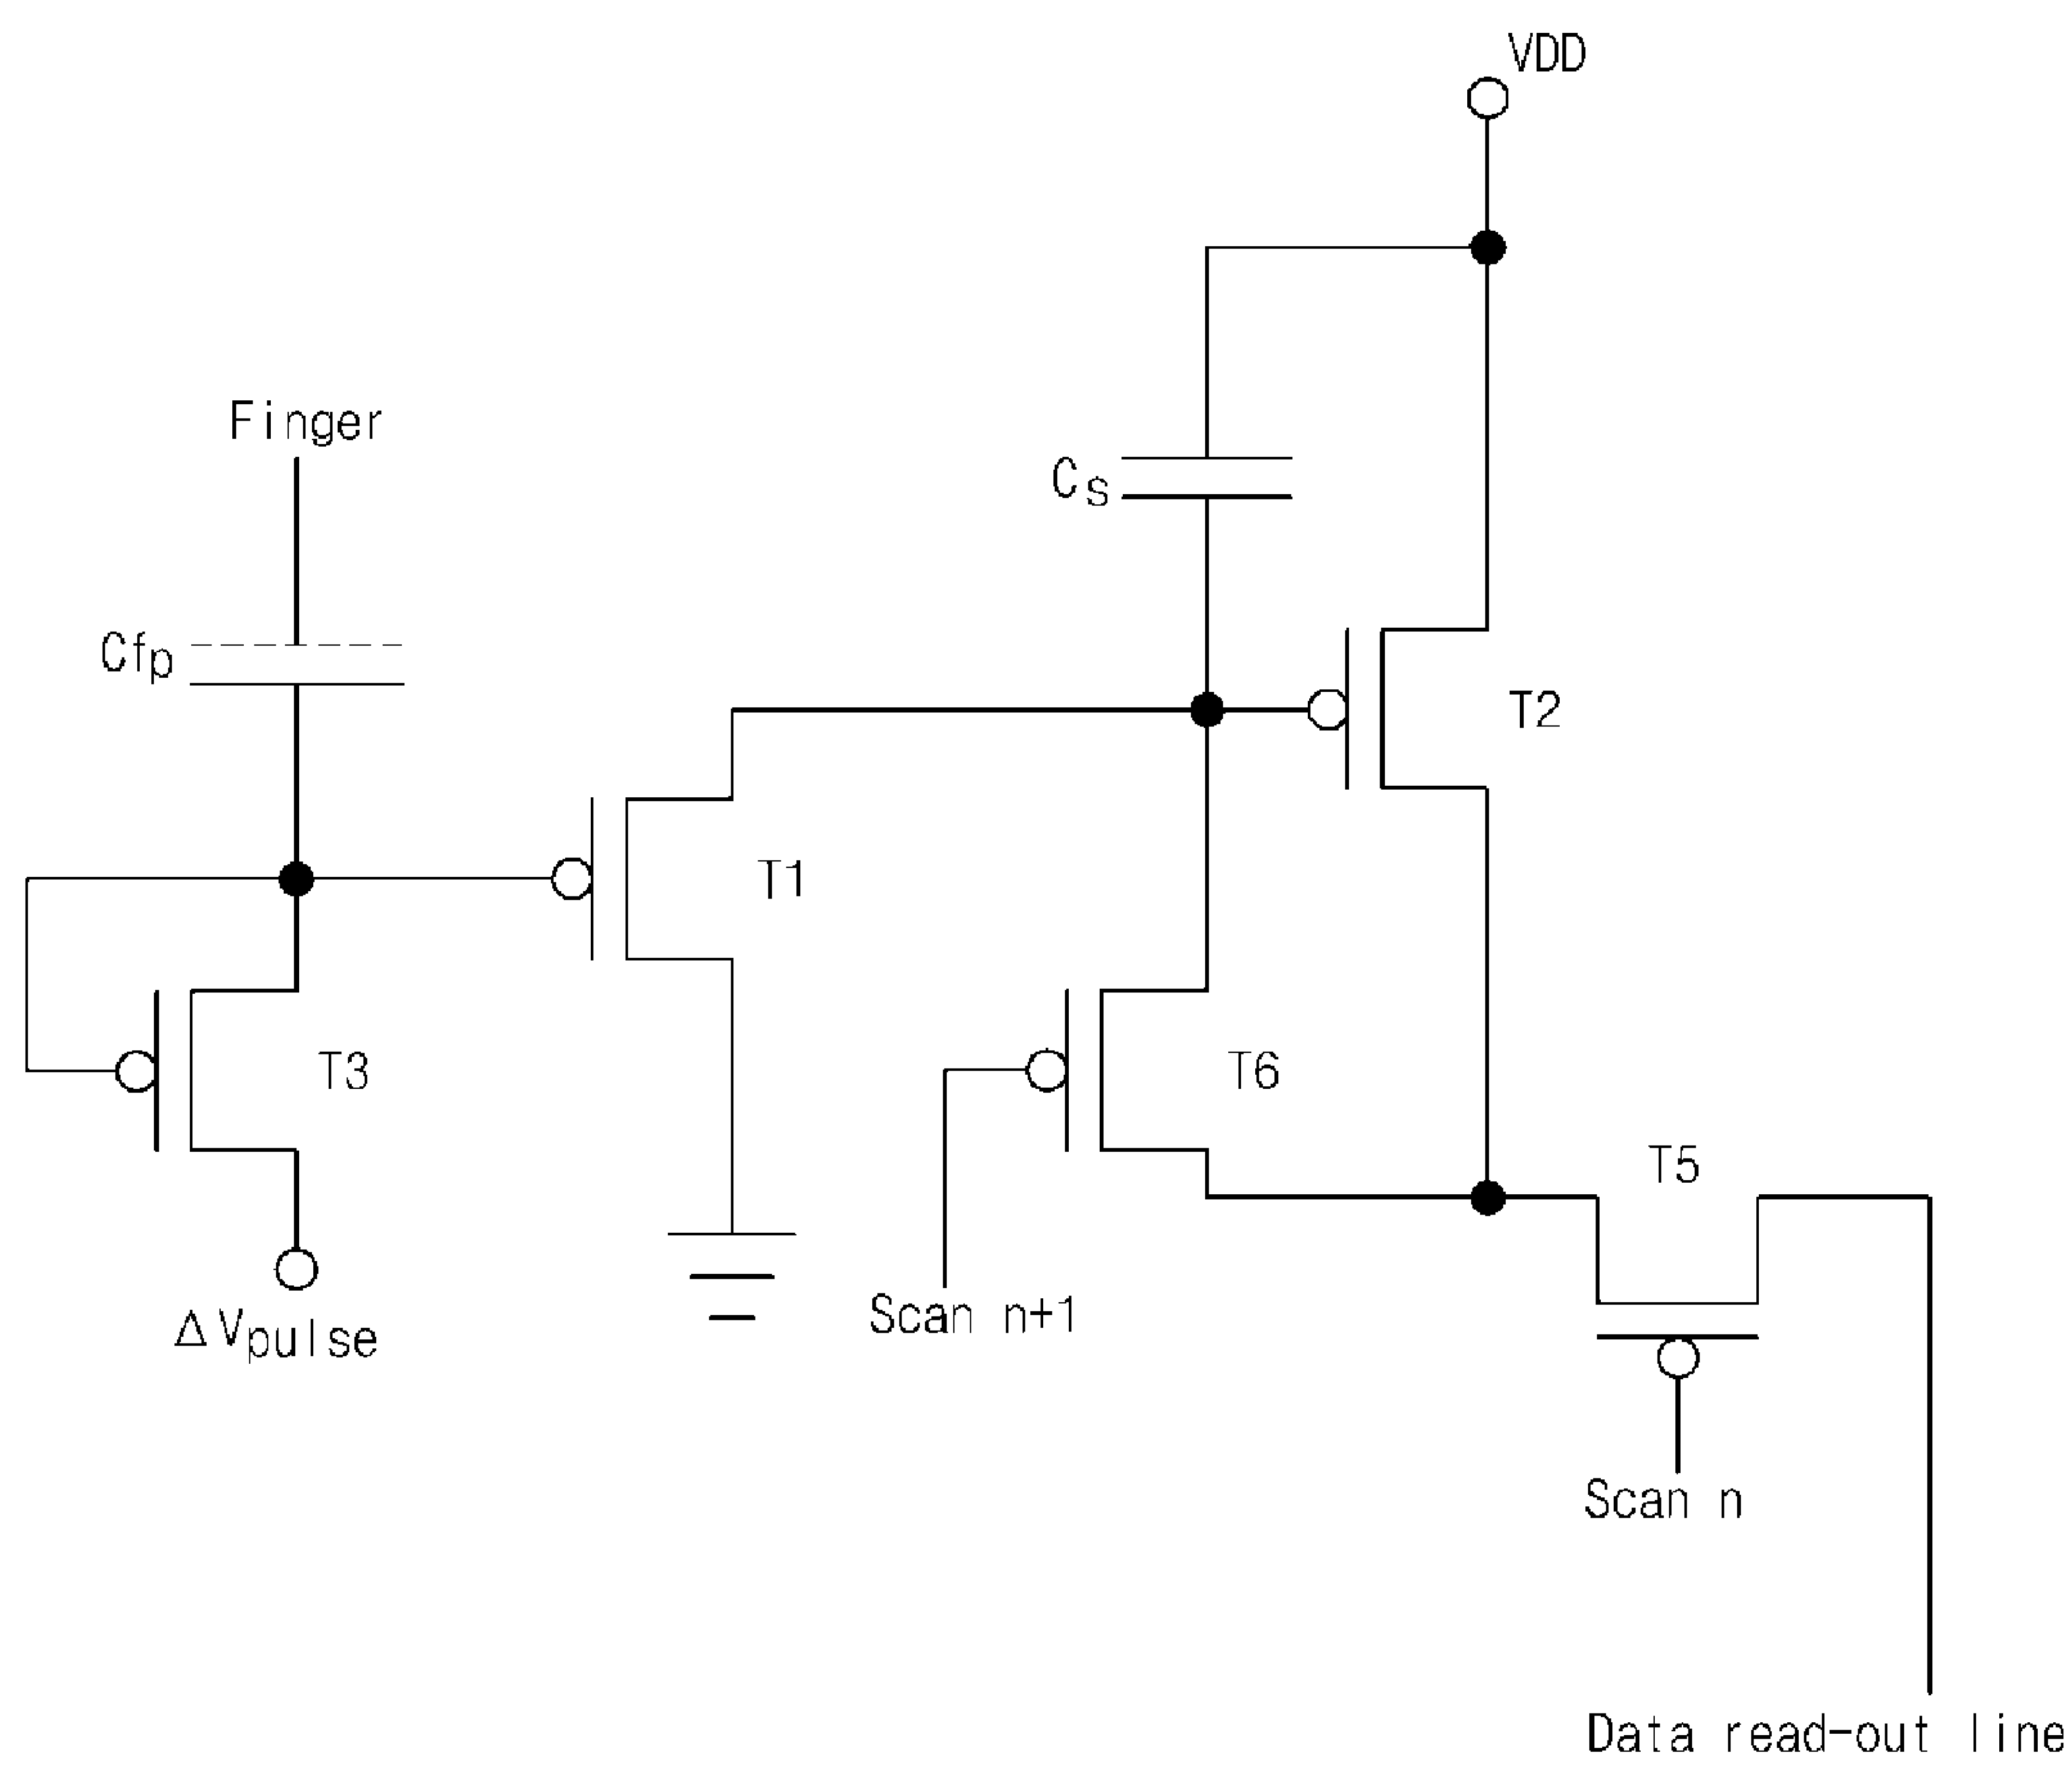 VDD
Finger
Cs
Cfp
T2
T1
T3
T6
T5
ΔVpulse
Scan n+1
Scan n
Data read-out line